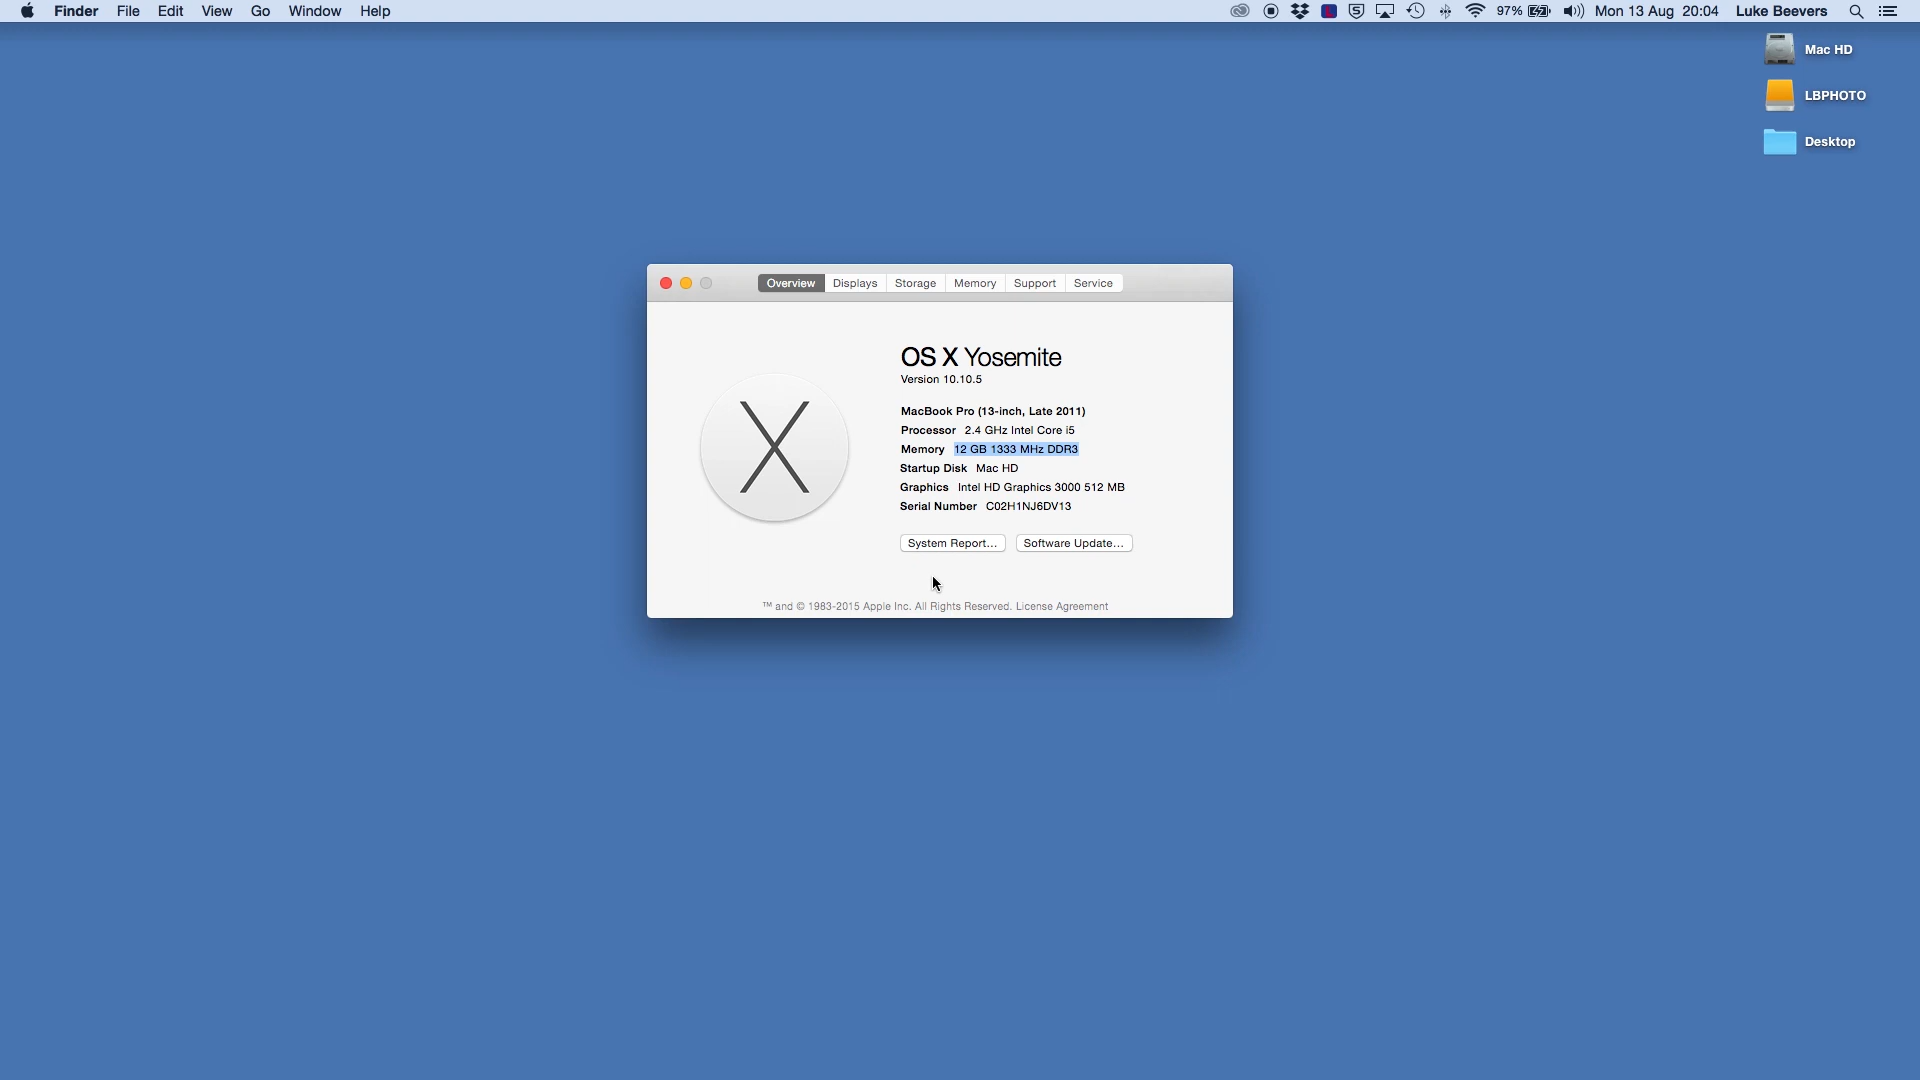 Finder File Edit View Go Window Help 97% Mon 13 Aug 20:04 Luke Beevers
Mac HD
LBPHOTO
Desktop
Overview Displays Storage Memory Support Service
OS X Yosemite
Version 10.10.5
MacBook Pro (13-inch, Late 2011)
Processor 2.4 GHz Intel Core i5
Memory 12 GB 1333 MHz DDR3
Startup Disk Mac HD
Graphics Intel HD Graphics 3000 512 MB
Serial Number C02H1NJ6DV13
System Report... Software Update...
™ and © 1983-2015 Apple Inc. All Rights Reserved. License Agreement